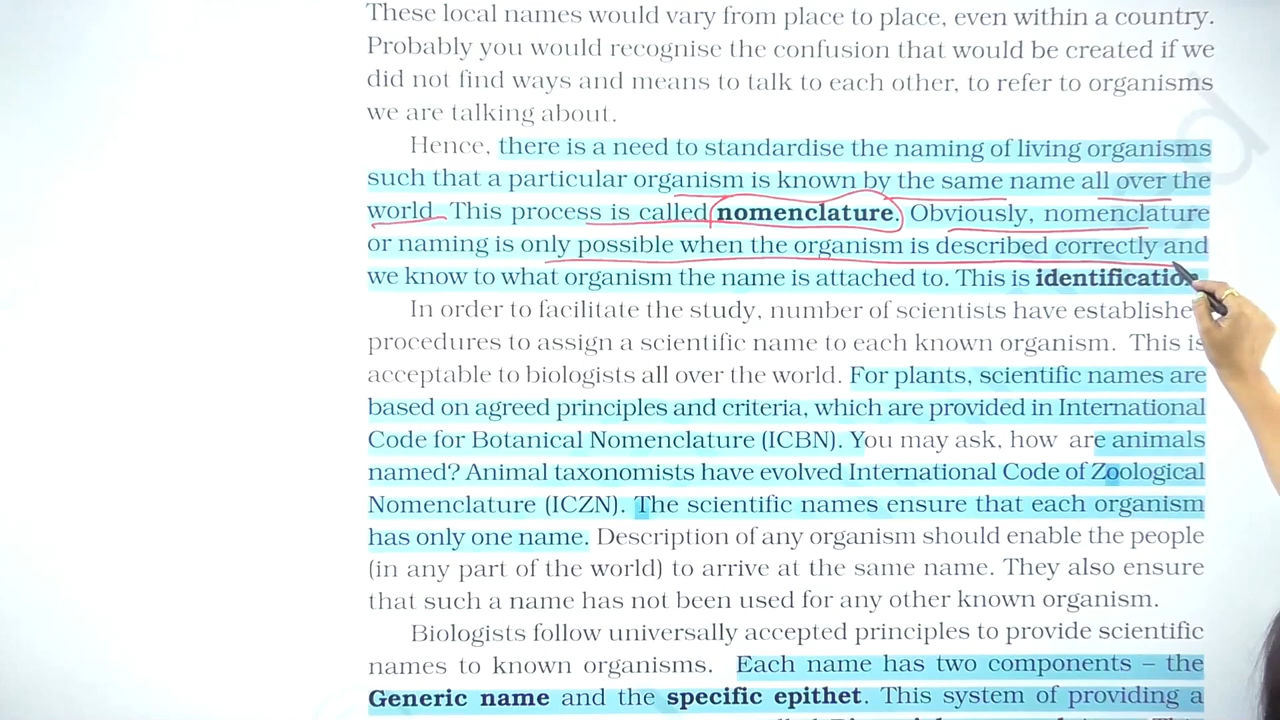 These local names would vary from place to place, even within a country.
Probably you would recognise the confusion that would be created if we
did not find ways and means to talk to each other, to refer to organisms
we are talking about.
Hence, there is a need to standardise the naming of living organisms
such that a particular organism is known by the same name all over the
world. This process is called nomenclature. Obviously, nomenclature
or naming is only possible when the organism is described correctly and
we know to what organism the name is attached to. This is identification
In order to facilitate the study, number of scientists have establishe
procedures to assign a scientific name to each known organism. This is
acceptable to biologists all over the world. For plants, scientific names are
based on agreed principles and criteria, which are provided in International
Code for Botanical Nomenclature (ICBN). You may ask, how are animals
named? Animal taxonomists have evolved International Code of Zoological
Nomenclature (ICZN). The scientific names ensure that each organism
has only one name. Description of any organism should enable the people
(in any part of the world) to arrive at the same name. They also ensure
that such a name has not been used for any other known organism.
Biologists follow universally accepted principles to provide scientific
names to known organisms. Each name has two components – the
Generic name and the specific epithet. This system of providing a